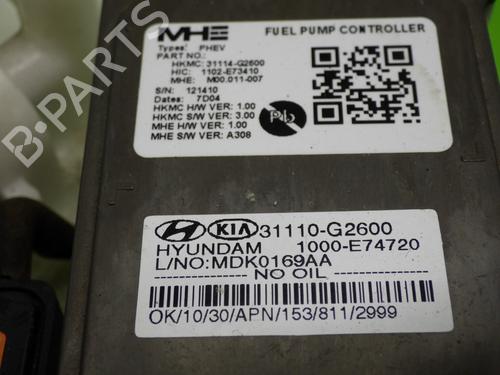 MHE FUEL PUMP CONTROLLER
Types: PHEV
PART NO.:
HKMC: 31114-G2600
HIC: 1102-E73410
MHE: M00.011-007
S/N: 121410
Dates: 7D04
HKMC H/W VER: 1.00
HKMC S/W VER: 3.00
MHE H/W VER: 1.00
MHE S/W VER: A308
Pb
KIA 31110-G2600
HYUNDAM 1000-E74720
L/NO:MDK0169AA
NO OIL
OK/10/30/APN/153/811/2999